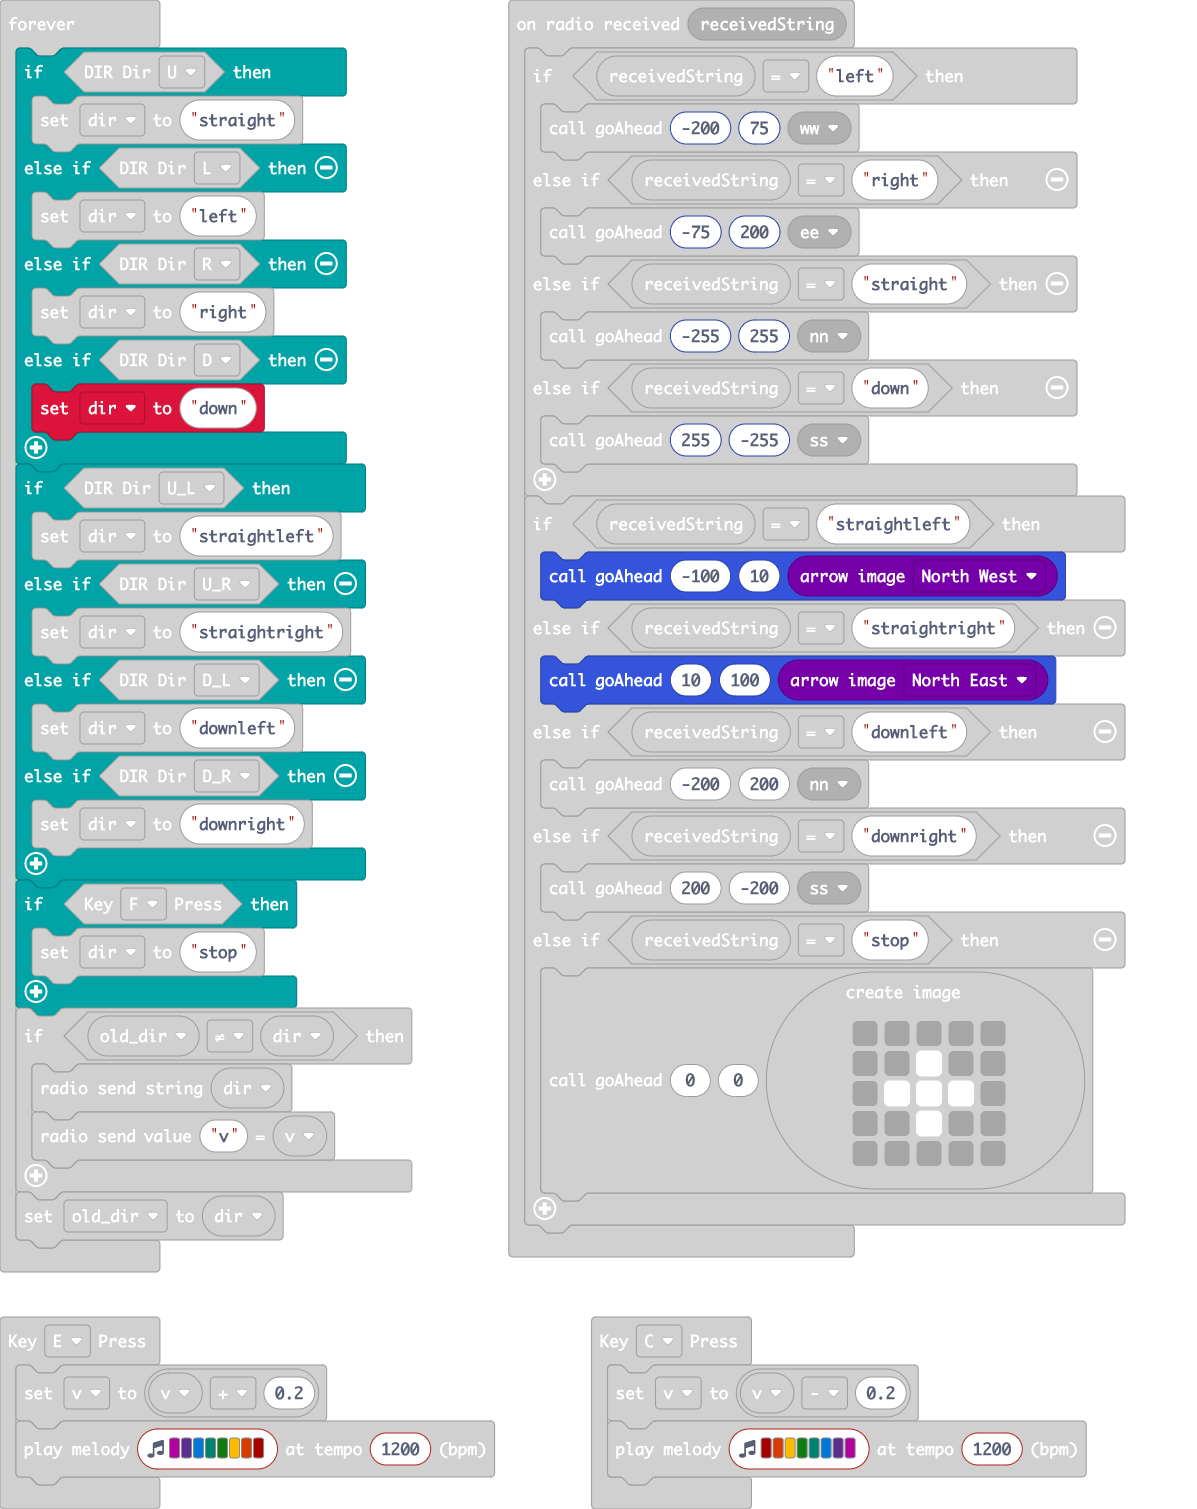 forever
if DIR Dir U then
set dir to "straight"
else if DIR Dir L then
set dir to "left"
else if DIR Dir R then
set dir to "right"
else if DIR Dir D then
set dir to "down"
if DIR Dir U_L then
set dir to "straightleft"
else if DIR Dir U_R then
set dir to "straightright"
else if DIR Dir D_L then
set dir to "downleft"
else if DIR Dir D_R then
set dir to "downright"
if Key F Press then
set dir to "stop"
if old_dir ≠ dir then
radio send string dir
radio send value "v" = v
set old_dir to dir
on radio received receivedString
if receivedString = "left" then
call goAhead -200 75 ww
else if receivedString = "right" then
call goAhead -75 200 ee
else if receivedString = "straight" then
call goAhead -255 255 nn
else if receivedString = "down" then
call goAhead 255 -255 ss
if receivedString = "straightleft" then
call goAhead -100 10 arrow image North West
else if receivedString = "straightright" then
call goAhead 10 100 arrow image North East
else if receivedString = "downleft" then
call goAhead -200 200 nn
else if receivedString = "downright" then
call goAhead 200 -200 ss
else if receivedString = "stop" then
create image
call goAhead 0 0
Key E Press
set v to v + 0.2
play melody at tempo 1200 (bpm)
Key C Press
set v to v - 0.2
play melody at tempo 1200 (bpm)